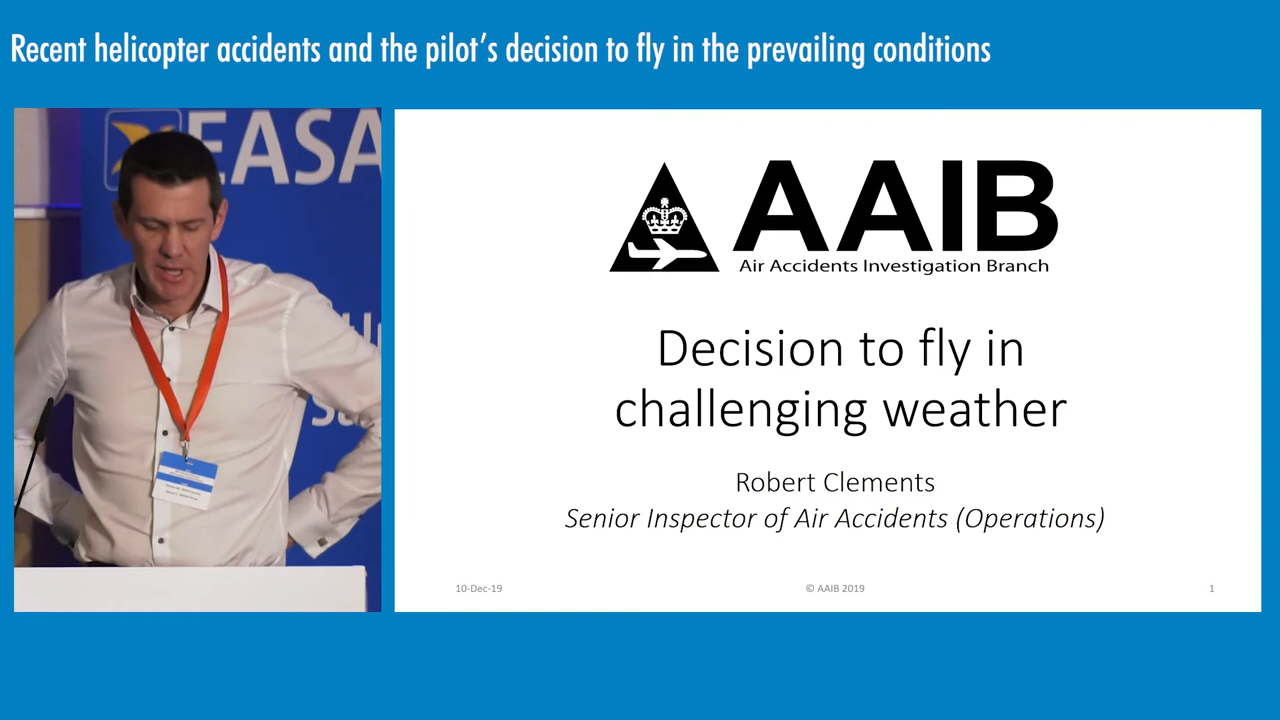 Recent helicopter accidents and the pilot's decision to fly in the prevailing conditions
EASA
AAIB
Air Accidents Investigation Branch
Decision to fly in
challenging weather
Robert Clements
Senior Inspector of Air Accidents (Operations)
10-Dec-19
© AAIB 2019
1